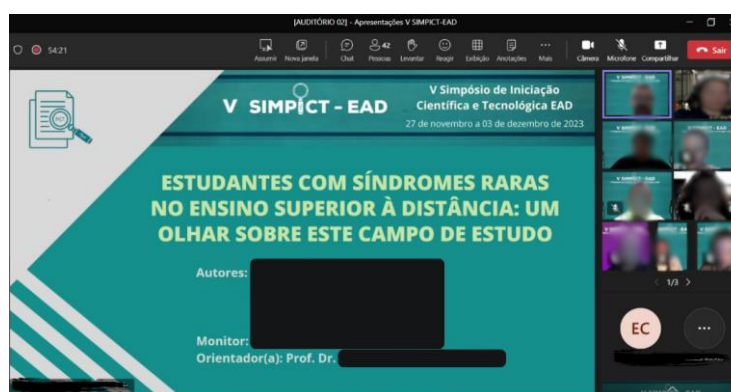 [AUDITÓRIO 02] - Apresentações V SIMPICT-EAD
54:21
Assumir Nova janela Chat 42 Pessoas Levantar Reagir Exibição Anotações Mais Câmera Microfone Compartilhar Sair
V SIMPICT - EAD
V Simpósio de Iniciação
Científica e Tecnológica EAD
27 de novembro a 03 de dezembro de 2023
PICT
ESTUDANTES COM SÍNDROMES RARAS
NO ENSINO SUPERIOR À DISTÂNCIA: UM
OLHAR SOBRE ESTE CAMPO DE ESTUDO
Autores:
Monitor:
Orientador(a): Prof. Dr.
1/3
EC